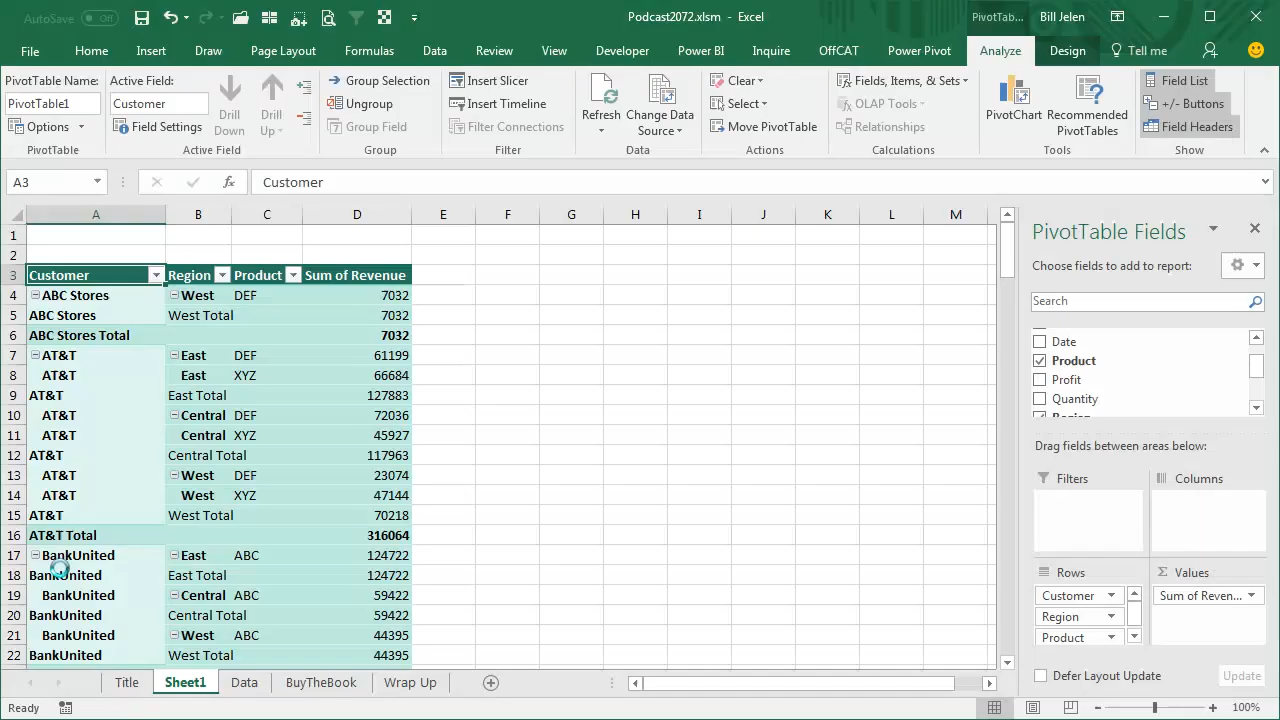 AutoSave Off Podcast2072.xlsm - Excel PivotTab... Bill Jelen
File Home Insert Draw Page Layout Formulas Data Review View Developer Power BI Inquire OffCAT Power Pivot Analyze Design Tell me
PivotTable Name: Active Field: Group Selection Insert Slicer Clear Fields, Items, & Sets Field List
PivotTable1 Customer Drill Down Drill Up Ungroup Insert Timeline Refresh Change Data Source Select OLAP Tools PivotChart Recommended PivotTables +/- Buttons
Options Field Settings Group Field Filter Connections Move PivotTable Relationships Field Headers
PivotTable Active Field Group Filter Data Actions Calculations Tools Show
A3 fx Customer
A B C D E F G H I J K L M
1
2
3 Customer Region Product Sum of Revenue
4 ABC Stores West DEF 7032
5 ABC Stores West Total 7032
6 ABC Stores Total 7032
7 AT&T East DEF 61199
8 AT&T East XYZ 66684
9 AT&T East Total 127883
10 AT&T Central DEF 72036
11 AT&T Central XYZ 45927
12 AT&T Central Total 117963
13 AT&T West DEF 23074
14 AT&T West XYZ 47144
15 AT&T West Total 70218
16 AT&T Total 316064
17 BankUnited East ABC 124722
18 BankUnited East Total 124722
19 BankUnited Central ABC 59422
20 BankUnited Central Total 59422
21 BankUnited West ABC 44395
22 BankUnited West Total 44395
PivotTable Fields
Choose fields to add to report:
Search
Date
Product
Profit
Quantity
Region
Drag fields between areas below:
Filters Columns
Rows Values
Customer Sum of Reven...
Region
Product
Defer Layout Update Update
Title Sheet1 Data BuyTheBook Wrap Up
Ready 100%